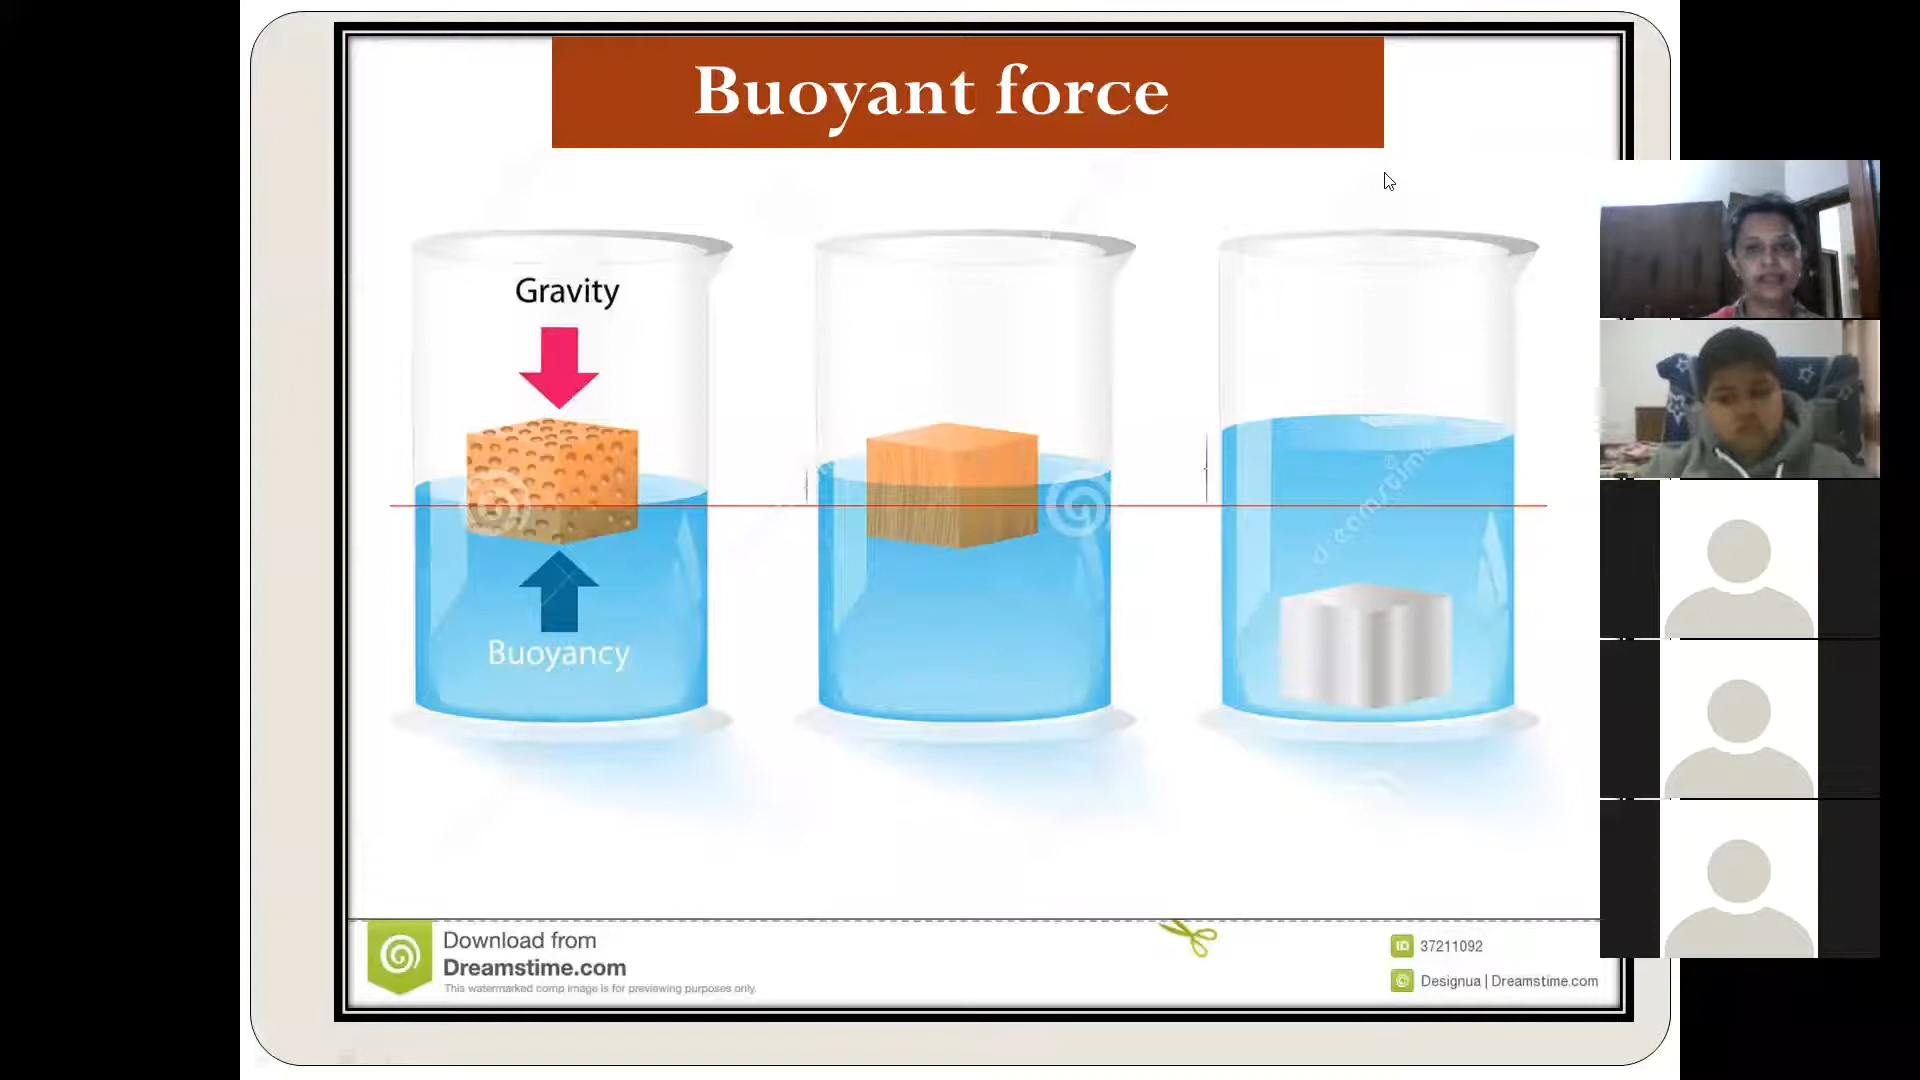 Buoyant force
Gravity
Buoyancy
dreamstime
Download from
Dreamstime.com
This watermarked comp image is for previewing purposes only.
ID 37211092
© Designua | Dreamstime.com